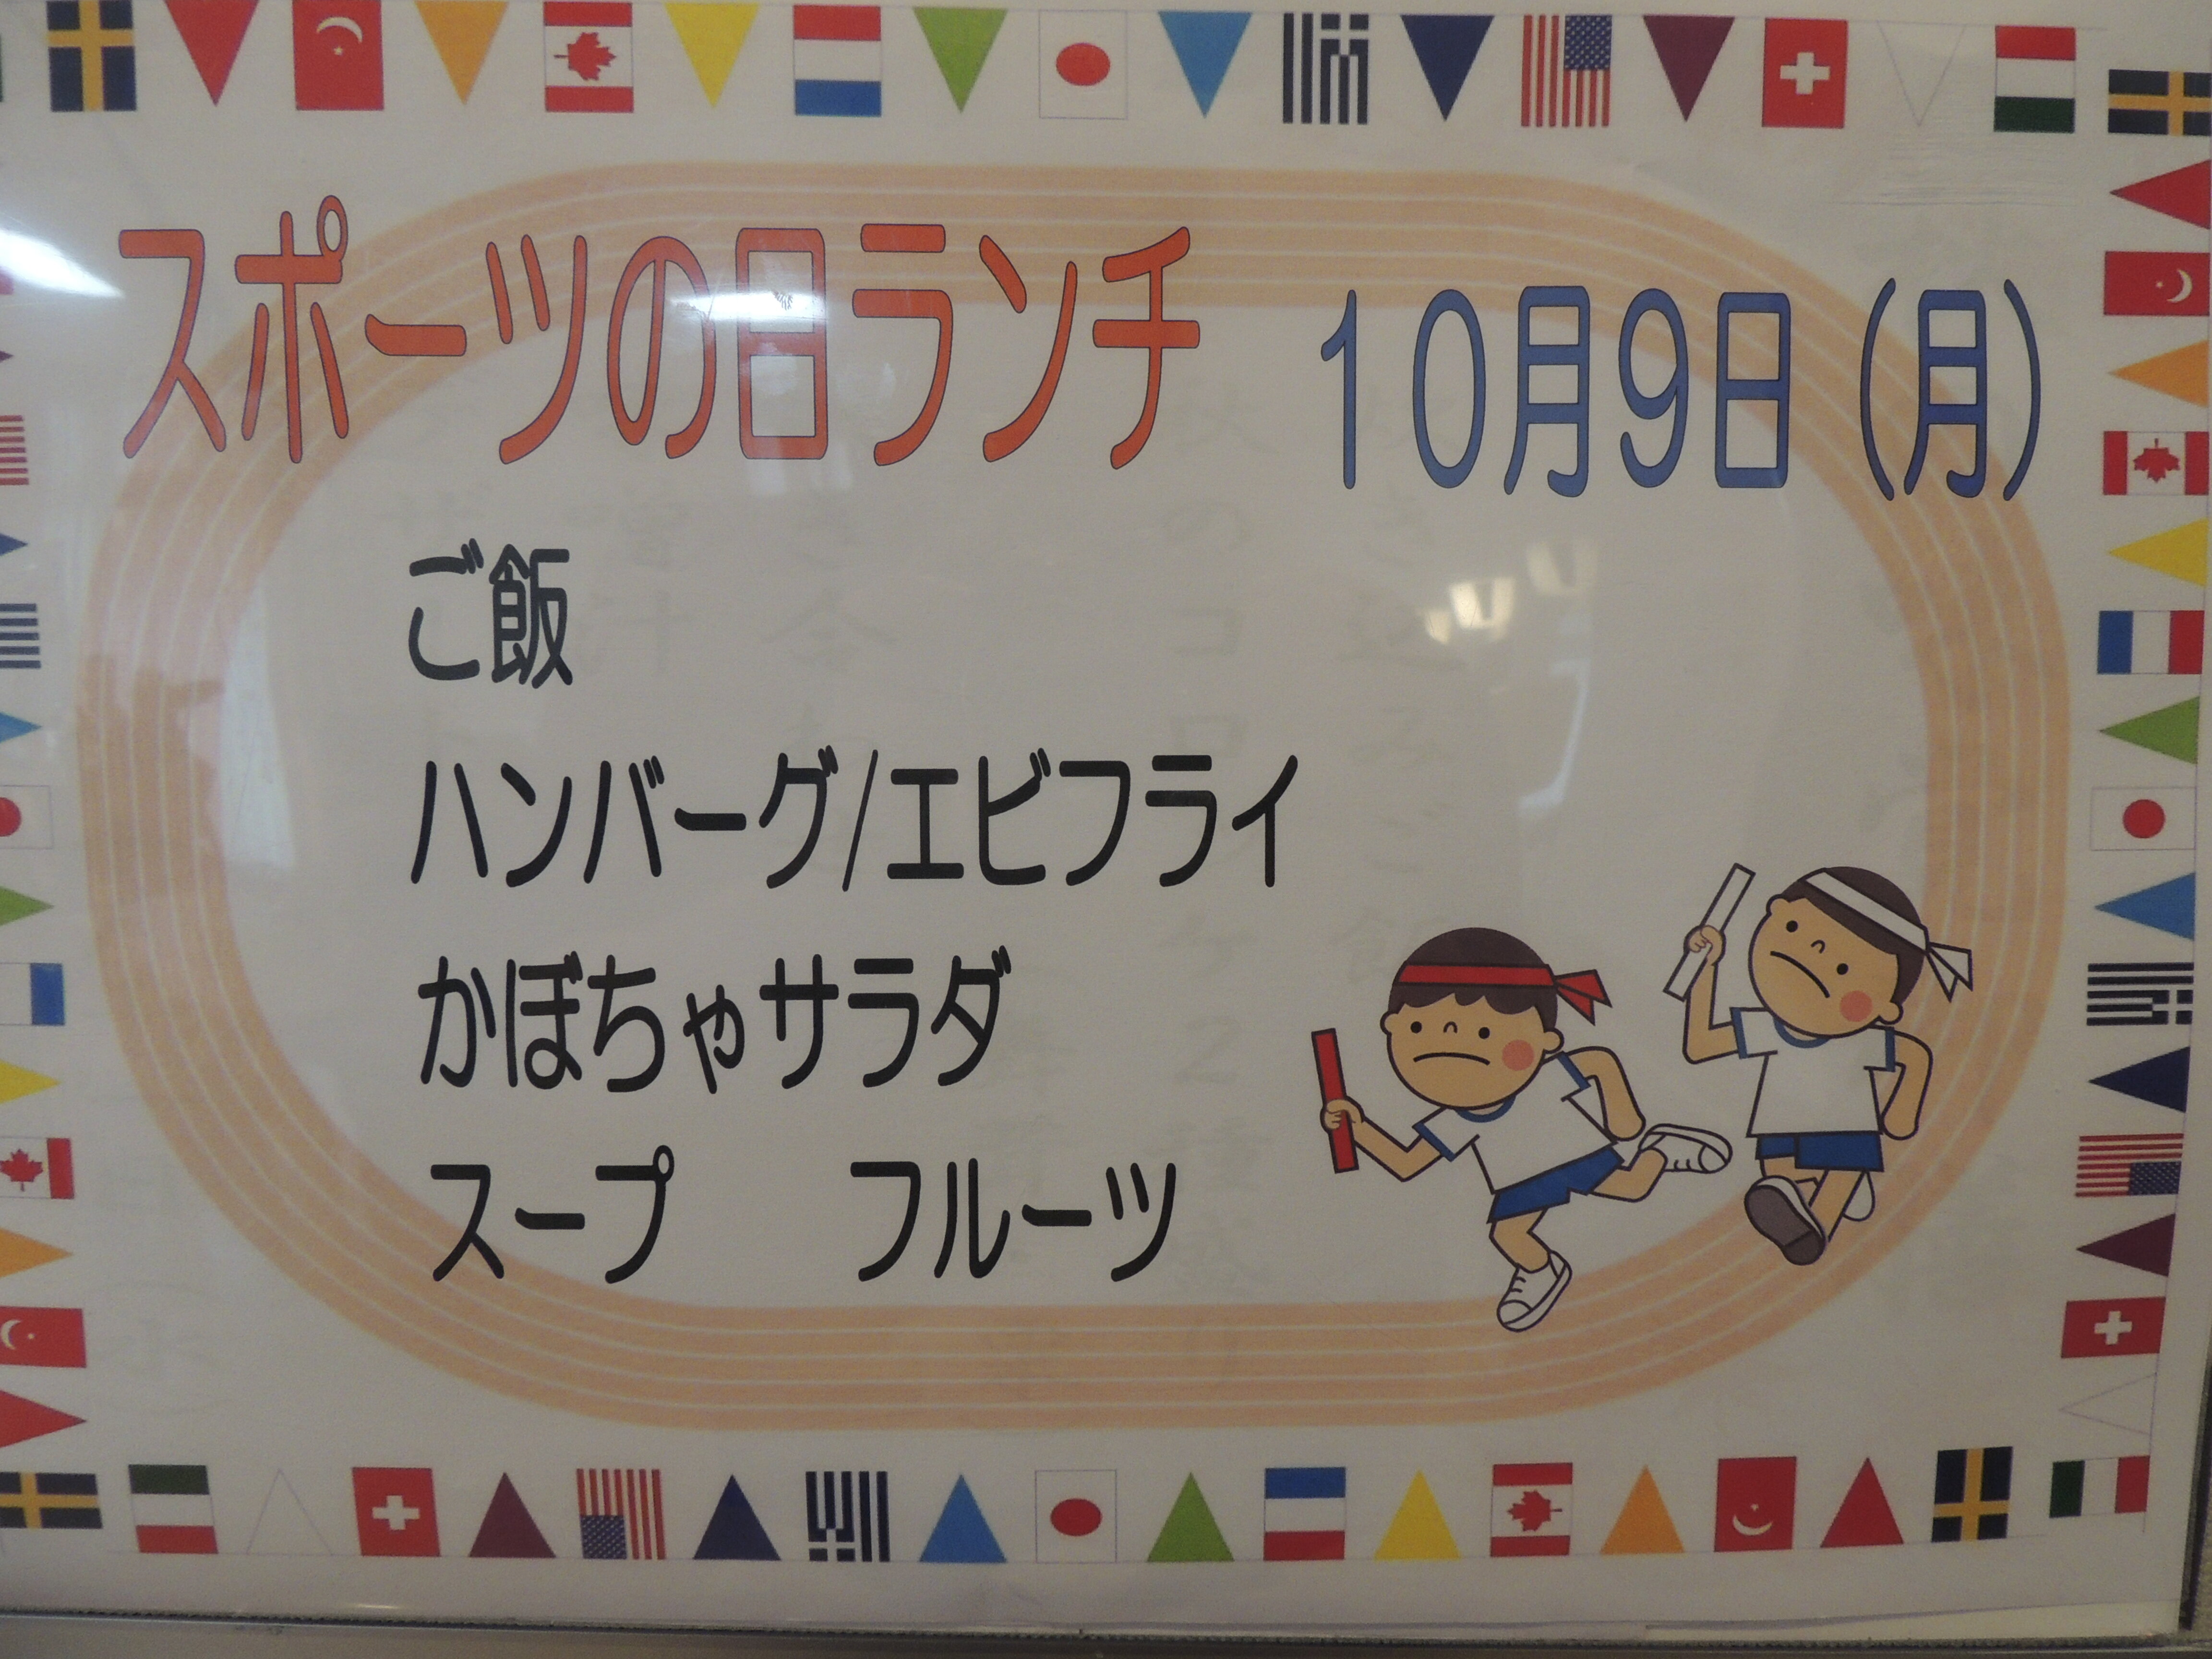 スポーツの日ランチ 10月9日（月）
ご飯
ハンバーグ/エビフライ
かぼちゃサラダ
スープ フルーツ